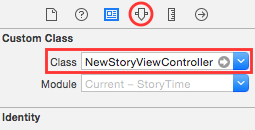 Custom Class
Class NewStoryViewController
Module Current – StoryTime
Identity